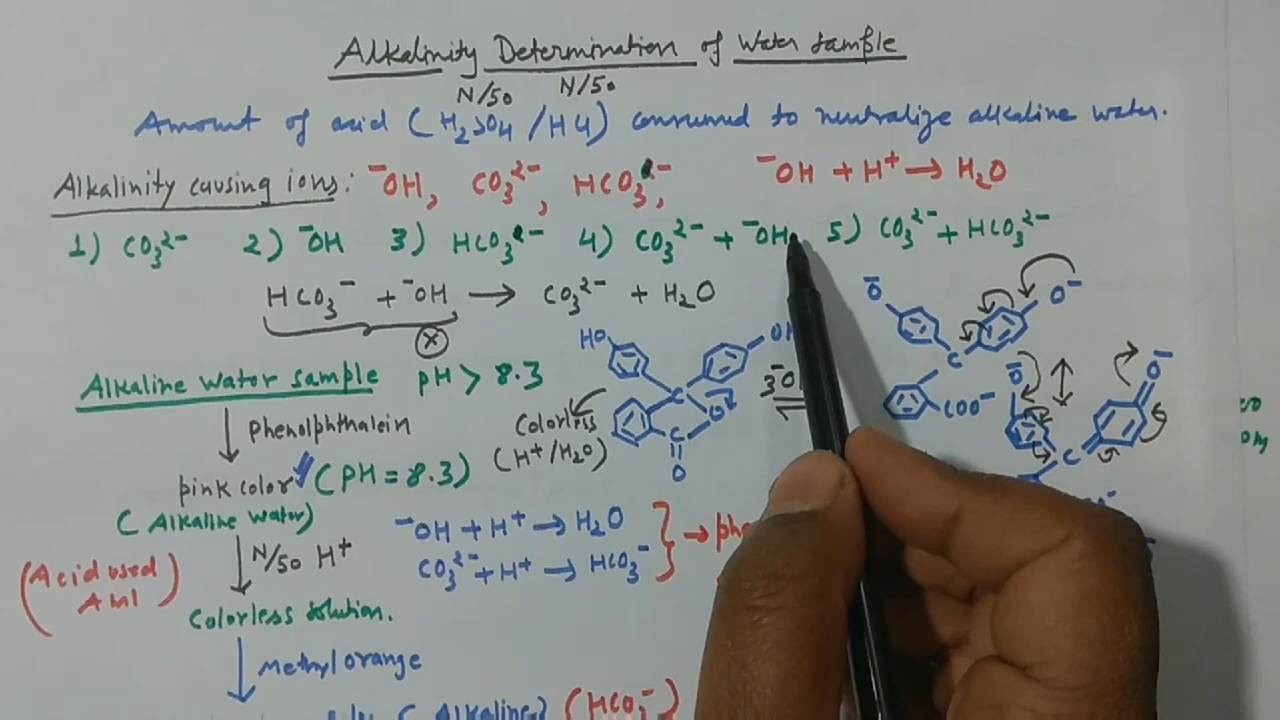 Alkalinity Determination of Water sample
N/50 N/50
Amount of acid (H₂SO₄ / HCl) consumed to neutralize alkaline water.
Alkalinity causing ions: ⁻OH, CO₃²⁻, HCO₃⁻, ⁻OH + H⁺ → H₂O
1) CO₃²⁻ 2) ⁻OH 3) HCO₃⁻ 4) CO₃²⁻ + ⁻OH 5) CO₃²⁻ + HCO₃²⁻
HCO₃⁻ + ⁻OH → CO₃²⁻ + H₂O
x
Alkaline water sample pH > 8.3
Phenolphthalein
pink color (PH = 8.3)
(Alkaline water)
N/50 H⁺
(Acid used
A ml)
Colorless solution.
Methyl orange
(HCO₃⁻)
⁻OH + H⁺ → H₂O
CO₃²⁻ + H⁺ → HCO₃⁻
HO
O
C
C
O
Colorless
(H⁺/H₂O)
⁻O
O⁻
C
COO⁻
⁻O
O⁻
C